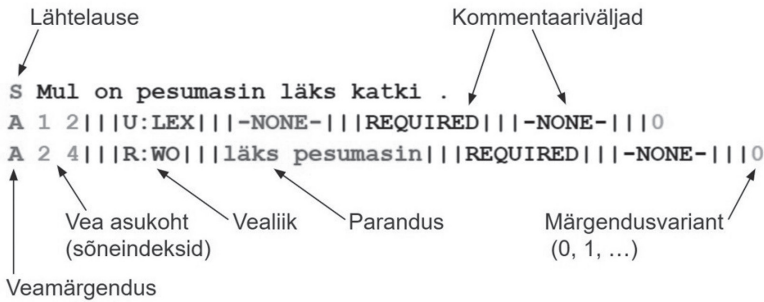 Lähtelause
Kommentaariväljad
S Mul on pesumasin läks katki .
A 1 2|||U:LEX|||-NONE-|||REQUIRED|||-NONE-|||0
A 2 4|||R:WO|||läks pesumasin|||REQUIRED|||-NONE-|||0
Vea asukoht
(sõneindeksid)
Vealiik
Parandus
Märgendusvariant
(0, 1, …)
Veamärgendus